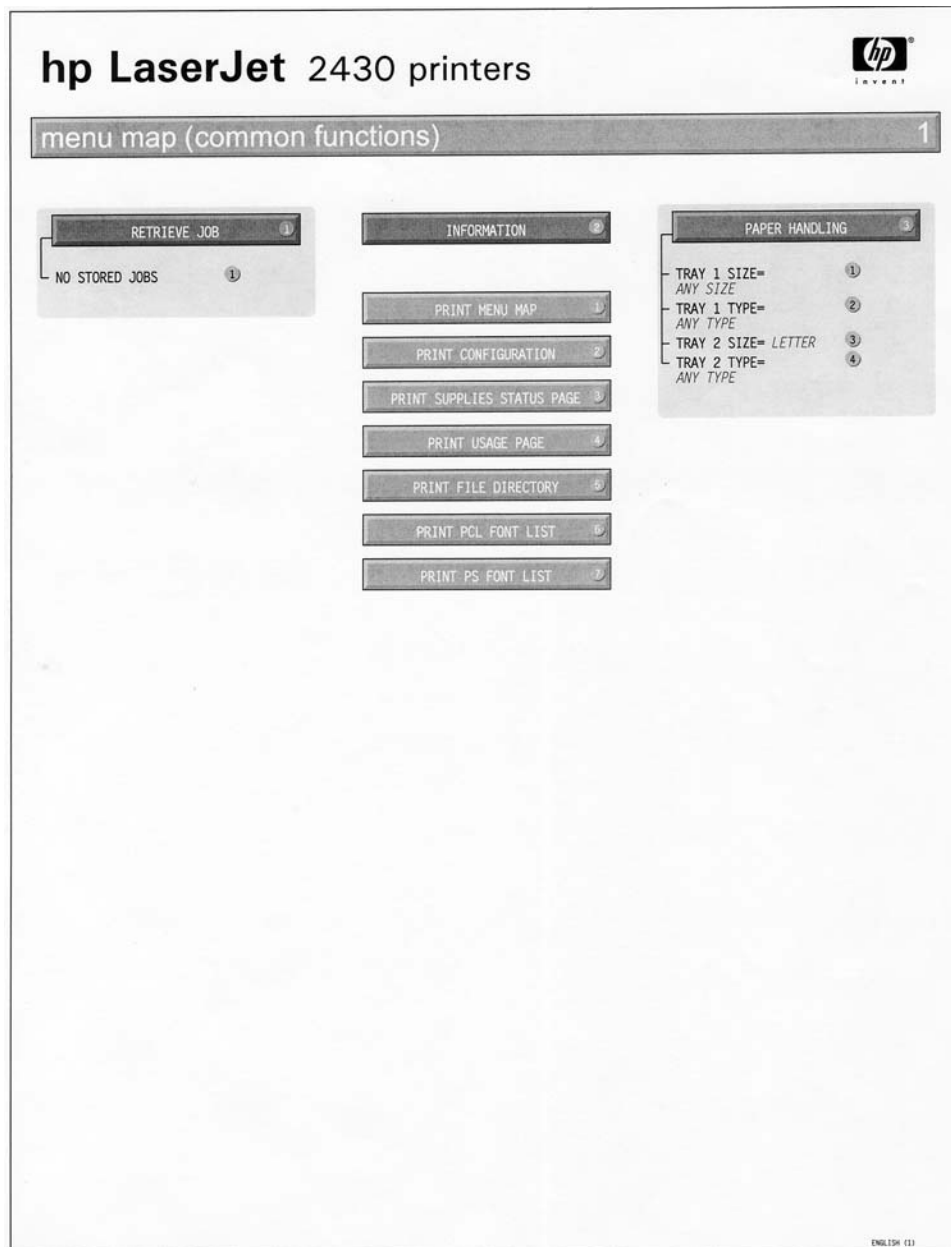 hp LaserJet 2430 printers
hp
invent
menu map (common functions) 1
RETRIEVE JOB 1
NO STORED JOBS 1
INFORMATION 2
PRINT MENU MAP 1
PRINT CONFIGURATION 2
PRINT SUPPLIES STATUS PAGE 3
PRINT USAGE PAGE 4
PRINT FILE DIRECTORY 5
PRINT PCL FONT LIST 6
PRINT PS FONT LIST 7
PAPER HANDLING 3
TRAY 1 SIZE= 1
ANY SIZE
TRAY 1 TYPE= 2
ANY TYPE
TRAY 2 SIZE= LETTER 3
TRAY 2 TYPE= 4
ANY TYPE
ENGLISH (1)